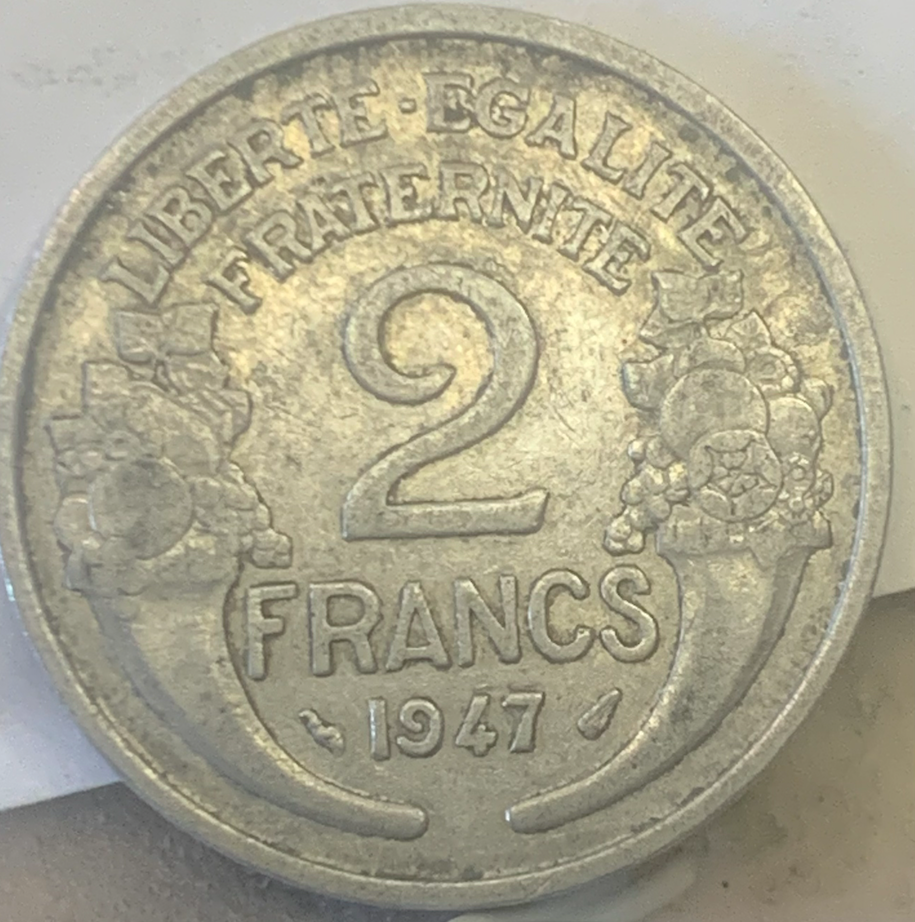 LIBERTE·EGALITE
FRATERNITE
2
FRANCS
1947